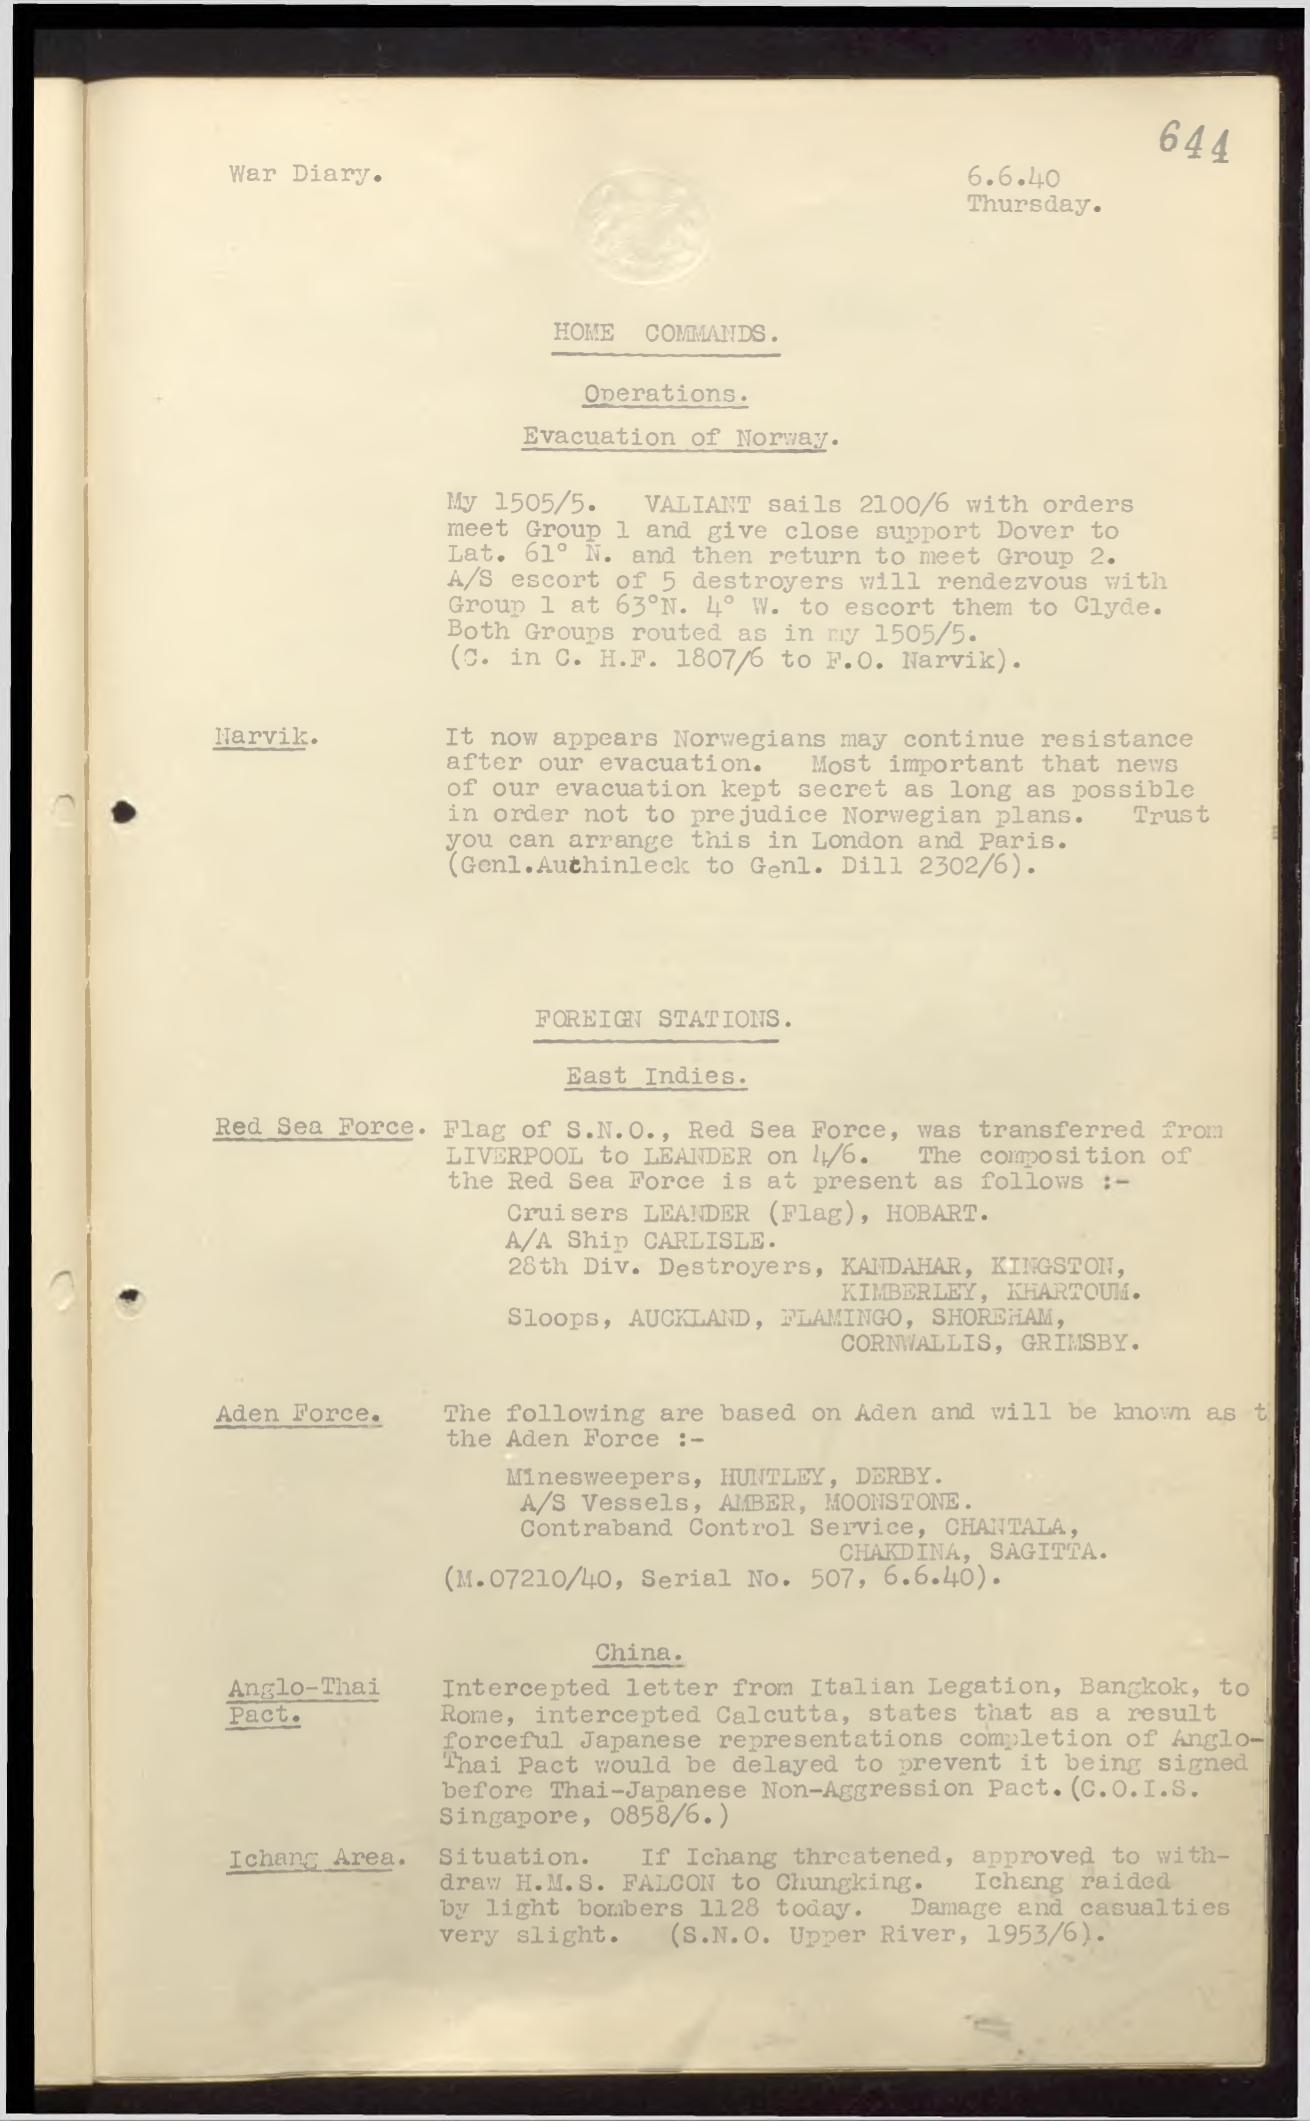 644
War Diary.
6.6.40
Thursday.
HOME COMMANDS.
Operations.
Evacuation of Norway.
My 1505/5. VALIANT sails 2100/6 with orders
meet Group 1 and give close support Dover to
Lat. 61° N. and then return to meet Group 2.
A/S escort of 5 destroyers will rendezvous with
Group 1 at 63°N. 4° W. to escort them to Clyde.
Both Groups routed as in my 1505/5.
(C. in C. H.F. 1807/6 to F.O. Narvik).
Narvik. It now appears Norwegians may continue resistance
after our evacuation. Most important that news
of our evacuation kept secret as long as possible
in order not to prejudice Norwegian plans. Trust
you can arrange this in London and Paris.
(Genl.Authinleck to Genl. Dill 2302/6).
FOREIGN STATIONS.
East Indies.
Red Sea Force. Flag of S.N.O., Red Sea Force, was transferred from
LIVERPOOL to LEANDER on 4/6. The composition of
the Red Sea Force is at present as follows :-
Cruisers LEANDER (Flag), HOBART.
A/A Ship CARLISLE.
28th Div. Destroyers, KANDAHAR, KINGSTON,
KIMBERLEY, KHARTOUM.
Sloops, AUCKLAND, FLAMINGO, SHOREHAM,
CORNWALLIS, GRIMSBY.
Aden Force. The following are based on Aden and will be known as t
the Aden Force :-
Minesweepers, HUNTLEY, DERBY.
A/S Vessels, AMBER, MOONSTONE.
Contraband Control Service, CHANTALA,
CHAKDINA, SAGITTA.
(M.07210/40, Serial No. 507, 6.6.40).
China.
Anglo-Thai Intercepted letter from Italian Legation, Bangkok, to
Pact. Rome, intercepted Calcutta, states that as a result
forceful Japanese representations completion of Anglo-
Thai Pact would be delayed to prevent it being signed
before Thai-Japanese Non-Aggression Pact.(C.O.I.S.
Singapore, 0858/6.)
Ichang Area. Situation. If Ichang threatened, approved to with-
draw H.M.S. FALCON to Chungking. Ichang raided
by light bombers 1128 today. Damage and casualties
very slight. (S.N.O. Upper River, 1953/6).